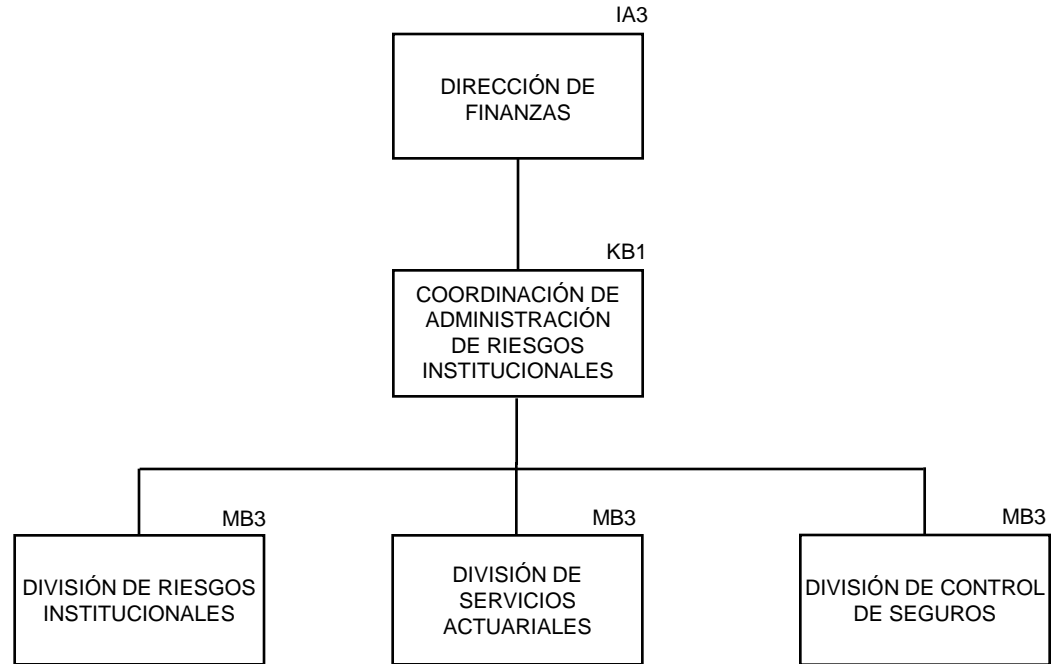 IA3
DIRECCIÓN DE
FINANZAS
KB1
COORDINACIÓN DE
ADMINISTRACIÓN
DE RIESGOS
INSTITUCIONALES
MB3
DIVISIÓN DE RIESGOS
INSTITUCIONALES
MB3
DIVISIÓN DE
SERVICIOS
ACTUARIALES
MB3
DIVISIÓN DE CONTROL
DE SEGUROS